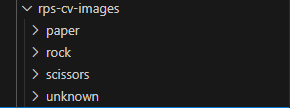 rps-cv-images
paper
rock
scissors
unknown